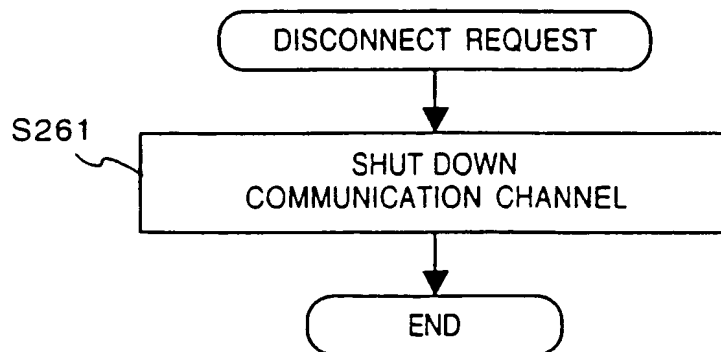 DISCONNECT REQUEST
S261
SHUT DOWN
COMMUNICATION CHANNEL
END